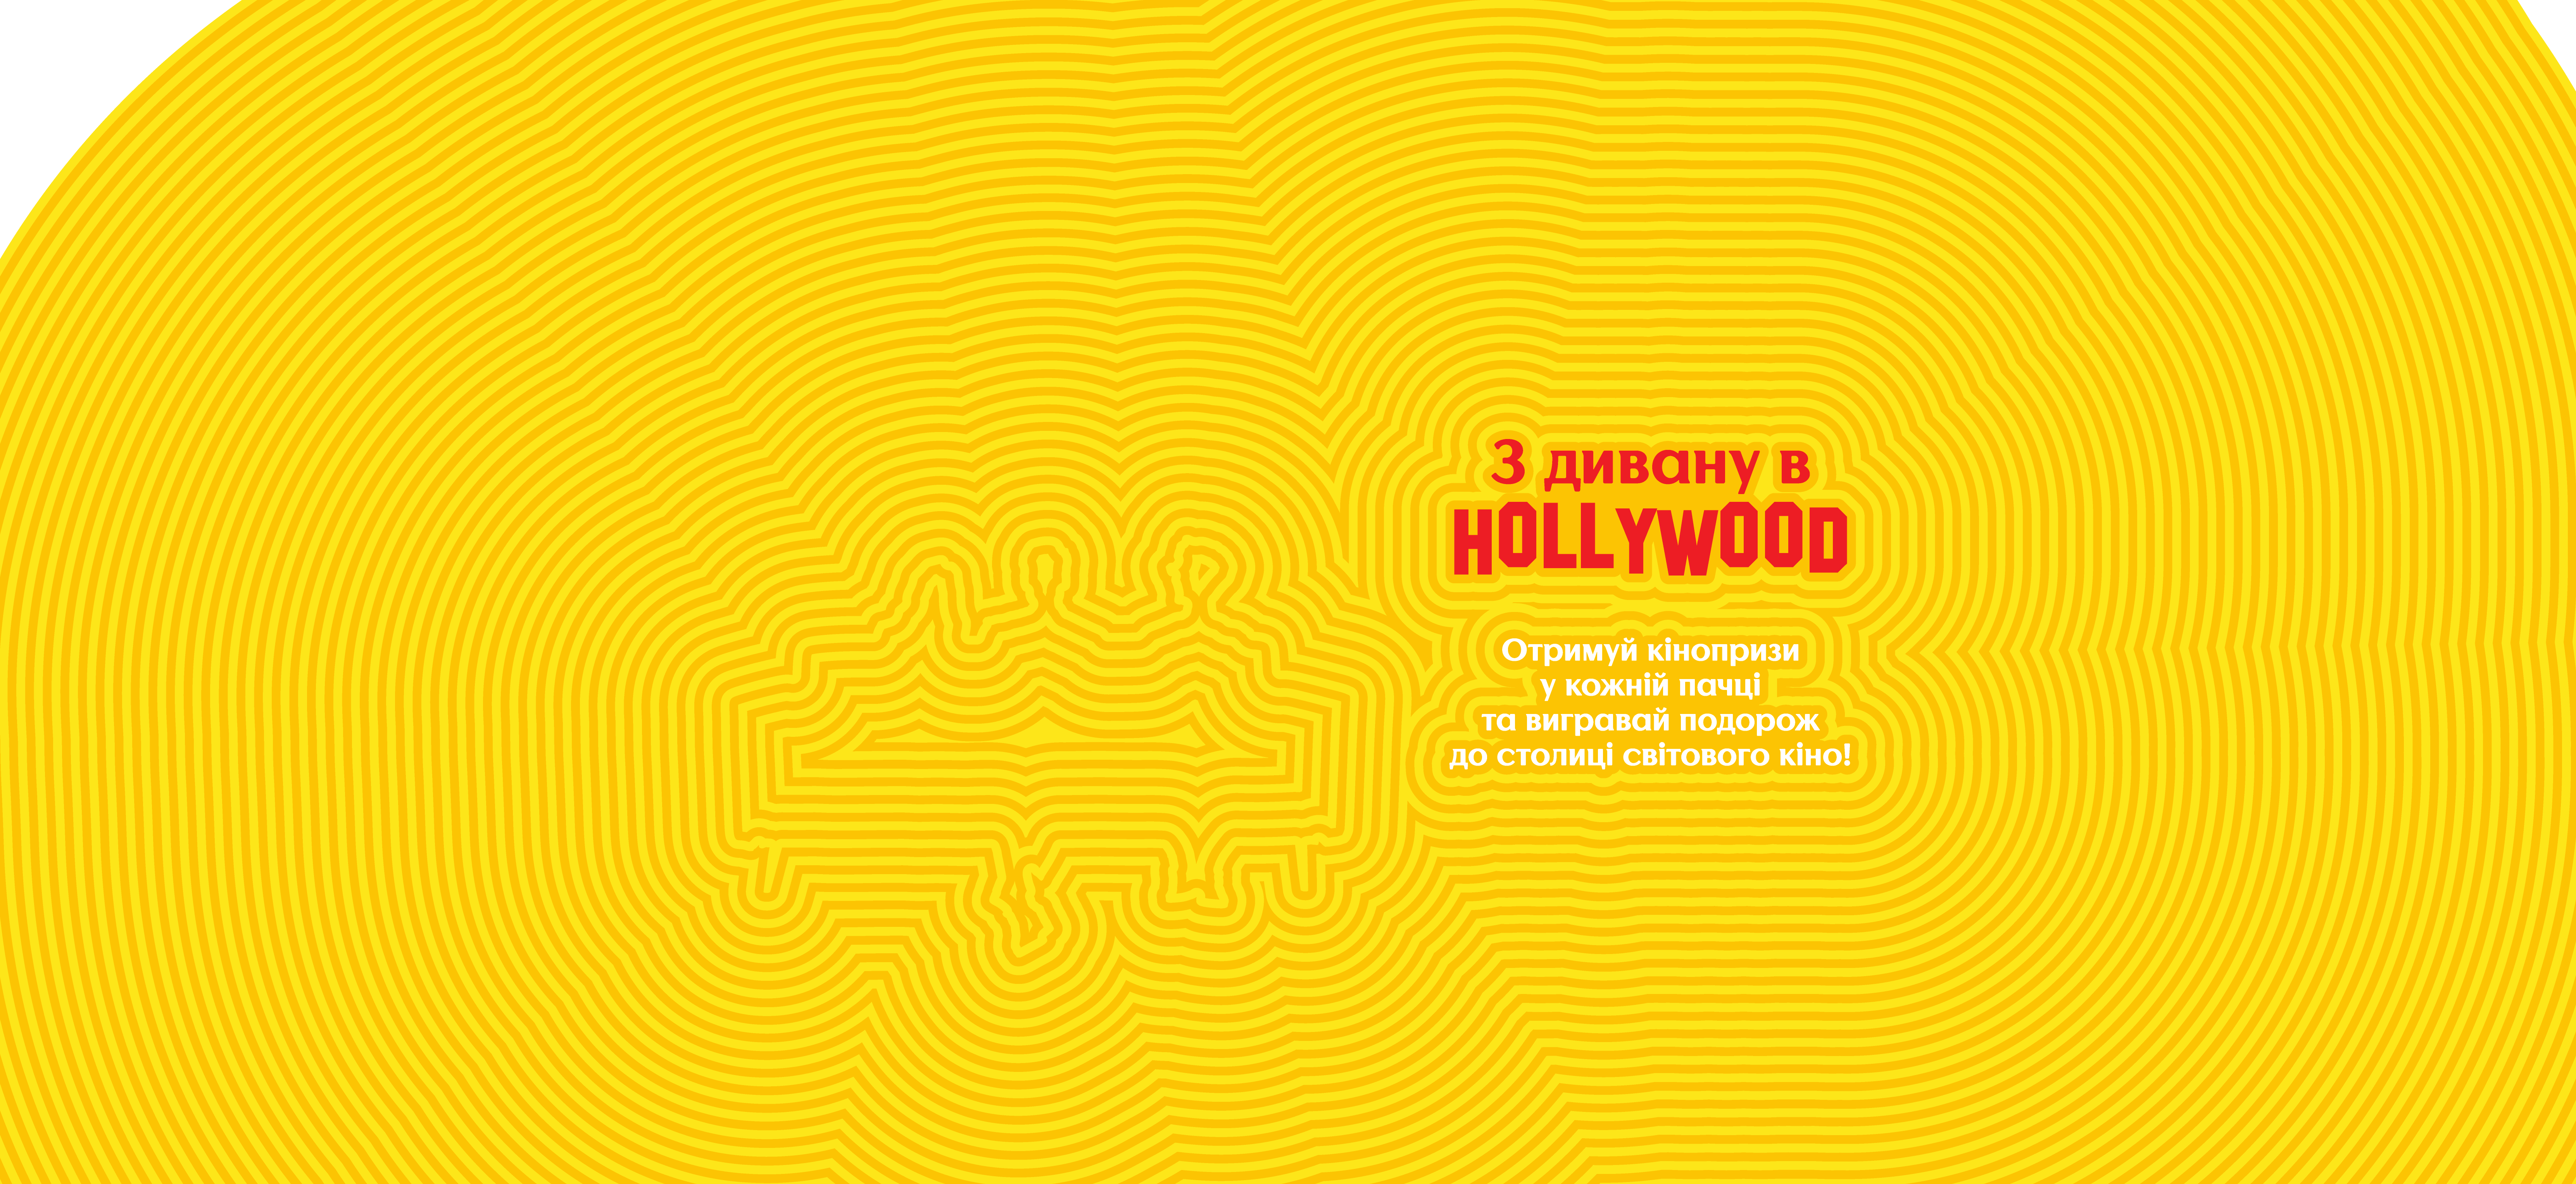 З дивану в
HOLLYWOOD
Отримуй кінопризи
у кожній пачці
та вигравай подорож
до столиці світового кіно!